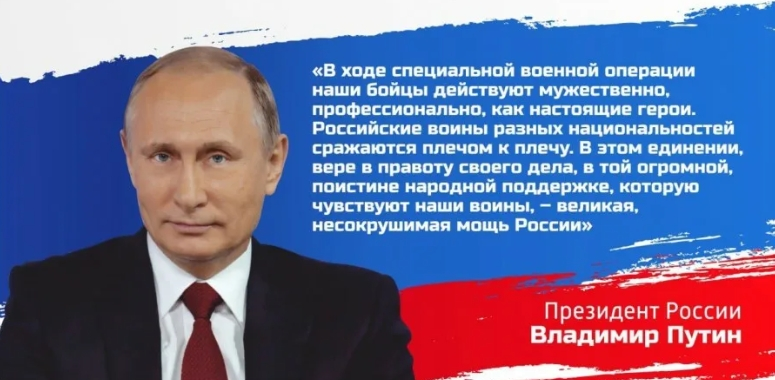 «В ходе специальной военной операции
наши бойцы действуют мужественно,
профессионально, как настоящие герои.
Российские воины разных национальностей
сражаются плечом к плечу. В этом единении,
вере в правоту своего дела, в той огромной,
поистине народной поддержке, которую
чувствуют наши воины, – великая,
несокрушимая мощь России»
Президент России
Владимир Путин